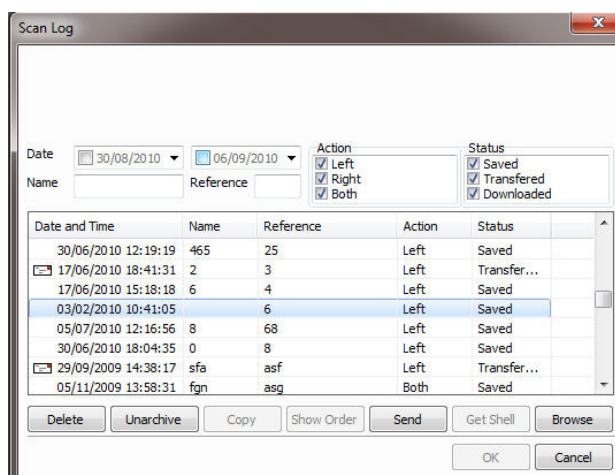 Scan Log
Date 30/08/2010 06/09/2010
Name Reference
Action
Left
Right
Both
Status
Saved
Transfered
Downloaded
Date and Time Name Reference Action Status
30/06/2010 12:19:19 465 25 Left Saved
17/06/2010 18:41:31 2 3 Left Transfer...
17/06/2010 15:18:18 6 4 Left Saved
03/02/2010 10:41:05 6 Left Saved
05/07/2010 12:16:56 8 68 Left Saved
30/06/2010 18:04:35 0 8 Left Saved
29/09/2009 14:38:17 sfa asf Left Transfer...
05/11/2009 13:58:31 fgn asg Both Saved
Delete Unarchive Copy Show Order Send Get Shell Browse
OK Cancel